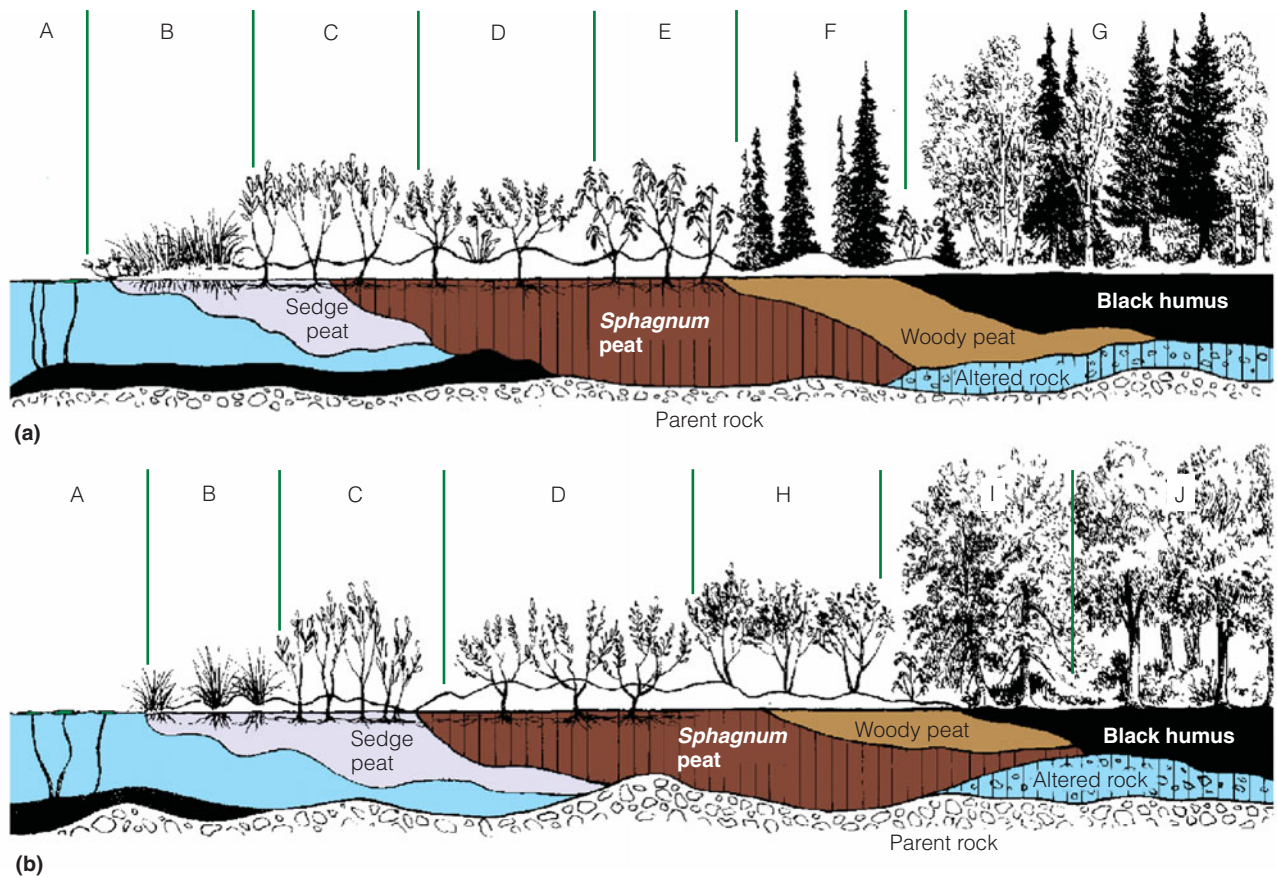 A B C D E F G
Sedge
peat
Sphagnum
peat
Woody peat
Black humus
Altered rock
Parent rock
(a)
A B C D H I J
Sedge
peat
Sphagnum
peat
Woody peat
Black humus
Altered rock
Parent rock
(b)